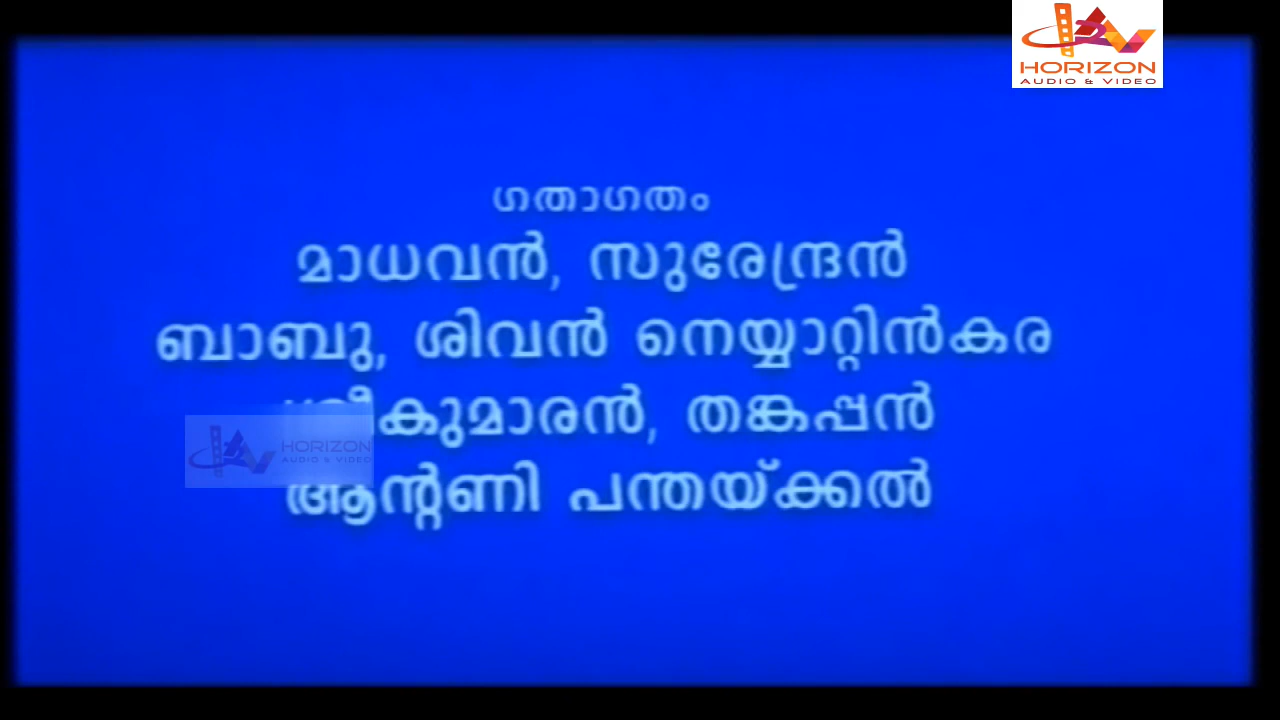 HORIZON
AUDIO & VIDEO
ഗതാഗതം
മാധവൻ, സുരേന്ദ്രൻ
ബാബു, ശിവൻ നെയ്യാറ്റിൻകര
ശ്രീകുമാരൻ, തങ്കപ്പൻ
HORIZON
AUDIO & VIDEO
ആന്റണി പന്തയ്ക്കൽ